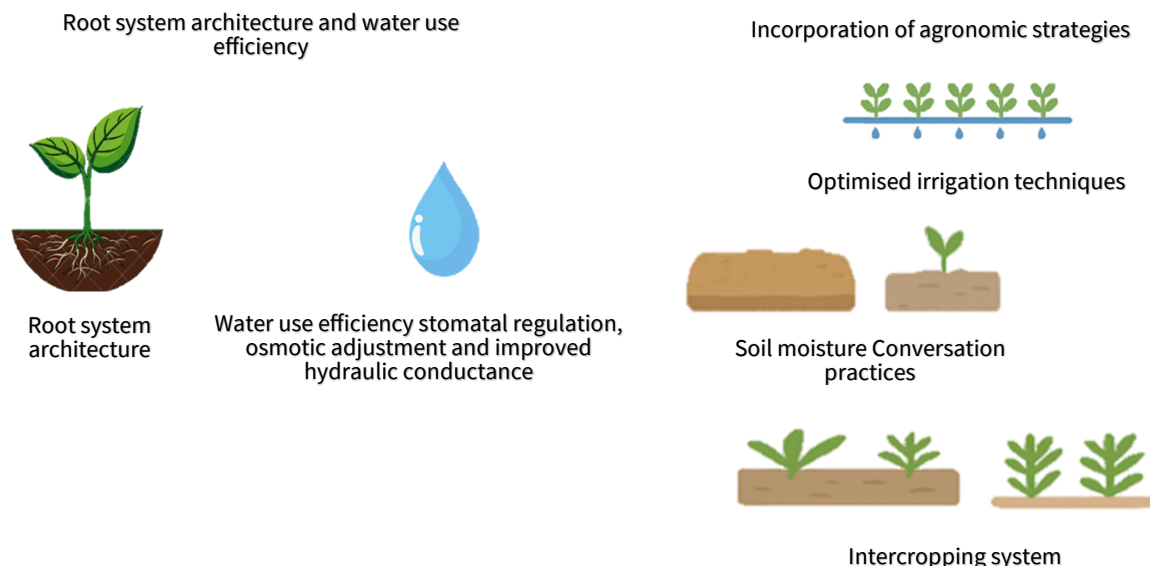 Root system architecture and water use
efficiency
Root system
architecture
Water use efficiency stomatal regulation,
osmotic adjustment and improved
hydraulic conductance
Incorporation of agronomic strategies
Optimised irrigation techniques
Soil moisture Conversation
practices
Intercropping system